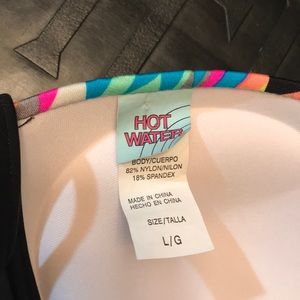 HOT
WATER
BODY/CUERPO
82% NYLON/NILON
18% SPANDEX
MADE IN CHINA
HECHO EN CHINA
SIZE/TALLA
L/G